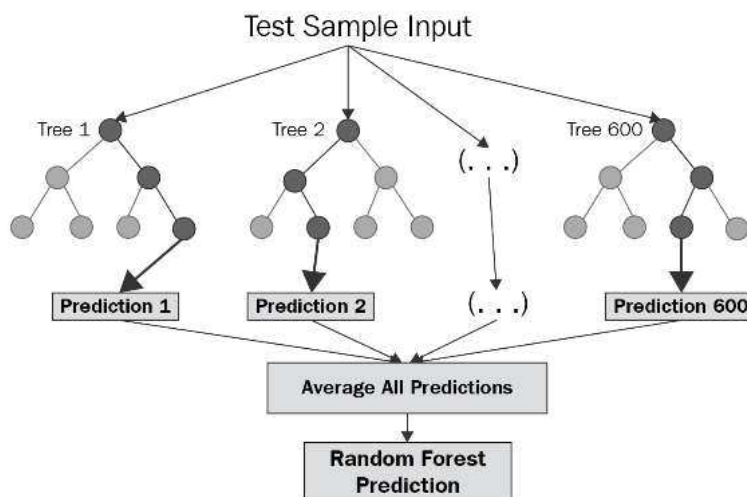 Test Sample Input
Tree 1
Tree 2
(. . .)
Tree 600
Prediction 1
Prediction 2
(. . .)
Prediction 600
Average All Predictions
Random Forest
Prediction